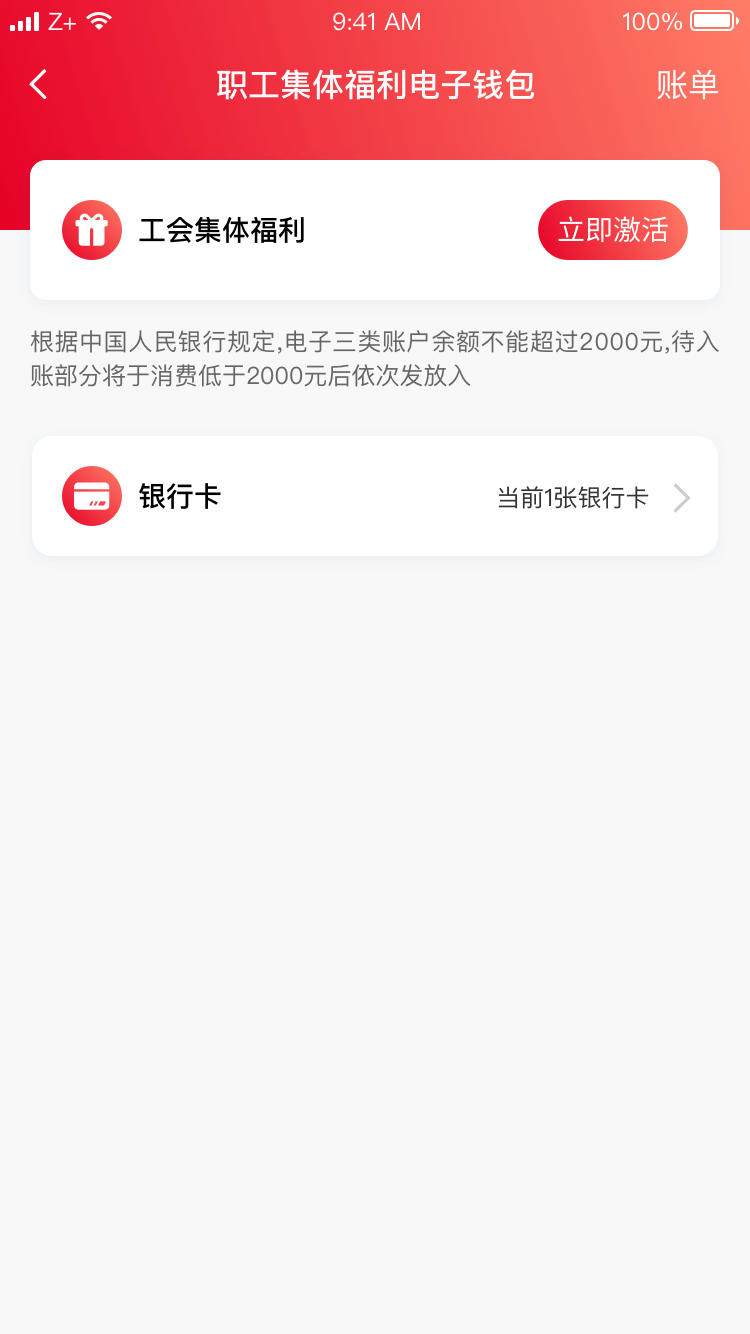 Z+ 9:41 AM 100%
职工集体福利电子钱包 账单
工会集体福利 立即激活
根据中国人民银行规定,电子三类账户余额不能超过2000元,待入
账部分将于消费低于2000元后依次发放入
银行卡 当前1张银行卡